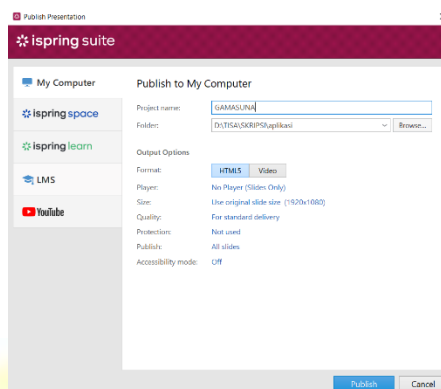 Publish Presentation
ispring suite
My Computer
ispring space
ispring learn
LMS
YouTube
Publish to My Computer
Project name: GAMASUNA
Folder: D:\TISA\SKRIPSI\aplikasi Browse...
Output Options
Format: HTML5 Video
Player: No Player (Slides Only)
Size: Use original slide size (1920x1080)
Quality: For standard delivery
Protection: Not used
Publish: All slides
Accessibility mode: Off
Publish Cancel